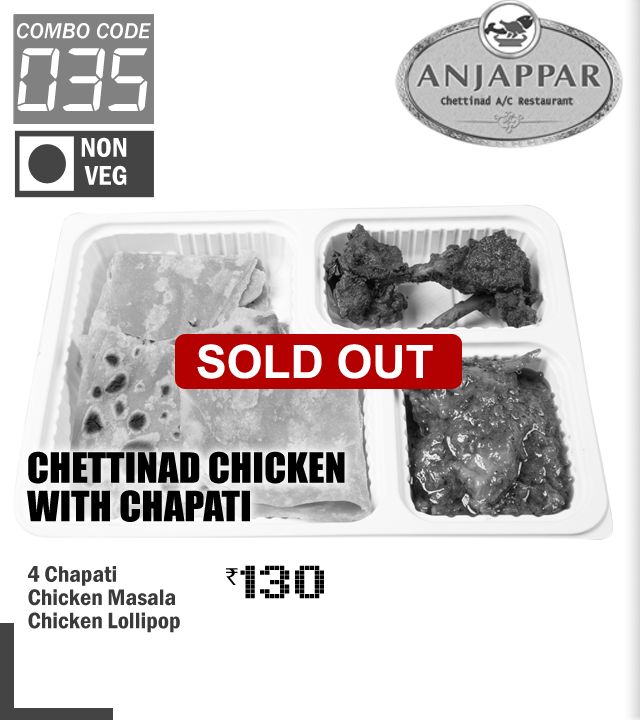 COMBO CODE
035
NON
VEG
ANJAPPAR
Chettinad A/C Restaurant
SOLD OUT
CHETTINAD CHICKEN
WITH CHAPATI
4 Chapati
Chicken Masala
Chicken Lollipop
₹130